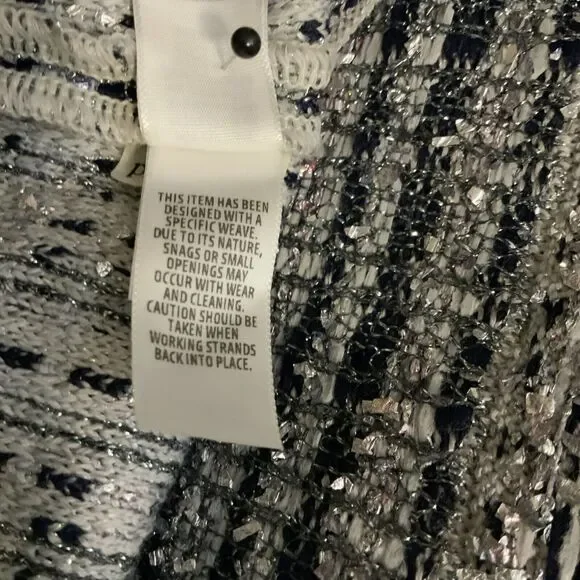 THIS ITEM HAS BEEN
DESIGNED WITH A
SPECIFIC WEAVE.
DUE TO ITS NATURE,
SNAGS OR SMALL
OPENINGS MAY
OCCUR WITH WEAR
AND CLEANING.
CAUTION SHOULD BE
TAKEN WHEN
WORKING STRANDS
BACK INTO PLACE.